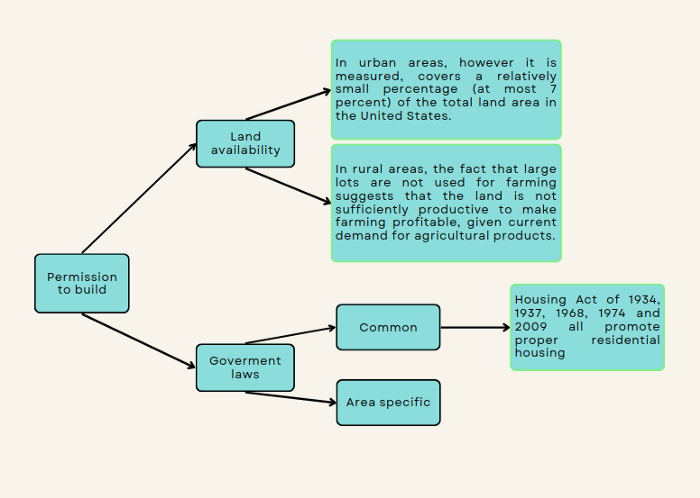 In urban areas, however it is
measured, covers a relatively
small percentage (at most 7
percent) of the total land area in
the United States.
Land
availability
In rural areas, the fact that large
lots are not used for farming
suggests that the land is not
sufficiently productive to make
farming profitable, given current
demand for agricultural products.
Permission
to build
Housing Act of 1934,
1937, 1968, 1974 and
2009 all promote
proper residential
housing
Common
Goverment
laws
Area specific